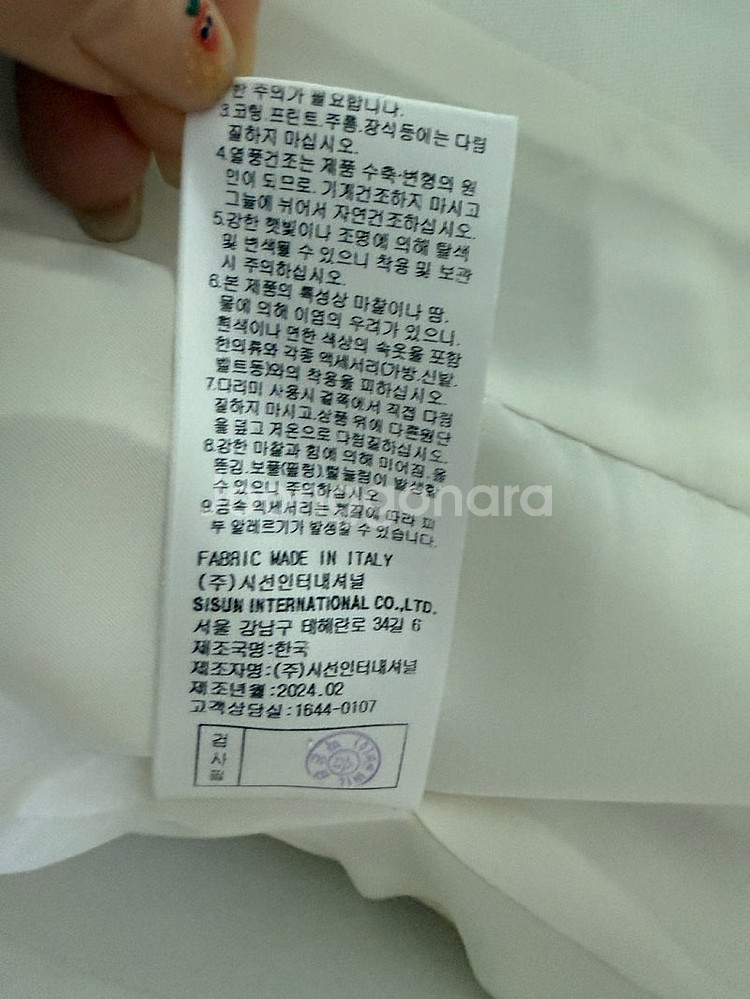 한 주의가 필요합니다.
3.코팅.프린트.주름.장식등에는 다림
질하지 마십시오.
4.열풍건조는 제품 수축·변형의 원
인이 되므로. 기계건조하지 마시고
그늘에 뉘어서 자연건조하십시오.
5.강한 햇빛이나 조명에 의해 탈색
및 변색될 수 있으니 착용 및 보관
시 주의하십시오.
6.본 제품의 특성상 마찰이나 땀.
물에 의해 이염의 우려가 있으니.
흰색이나 연한 색상의 속옷을 포함
한의류와 각종 액세서리(가방.신발.
벨트등)와의 착용을 피하십시오.
7.다리미 사용시 겉쪽에서 직접 다림
질하지 마시고.상품 위에 다른원단
을 덮고 저온으로 다림질하십시오.
8.강한 마찰과 힘에 의해 미어짐.올
뜯김.보풀(필링)털눌림이 발생할
수 있으니 주의하십시오
9.금속 액세서리는 체질에 따라 피
부 알레르기가 발생할 수 있습니다.
FABRIC MADE IN ITALY
(주)시선인터내셔널
SISUN INTERNATIONAL CO.,LTD.
서울 강남구 테헤란로 34길 6
제조국명:한국
제조자명:(주)시선인터내셔널
제조년월:2024.02
고객상담실:1644-0107
검
사
필